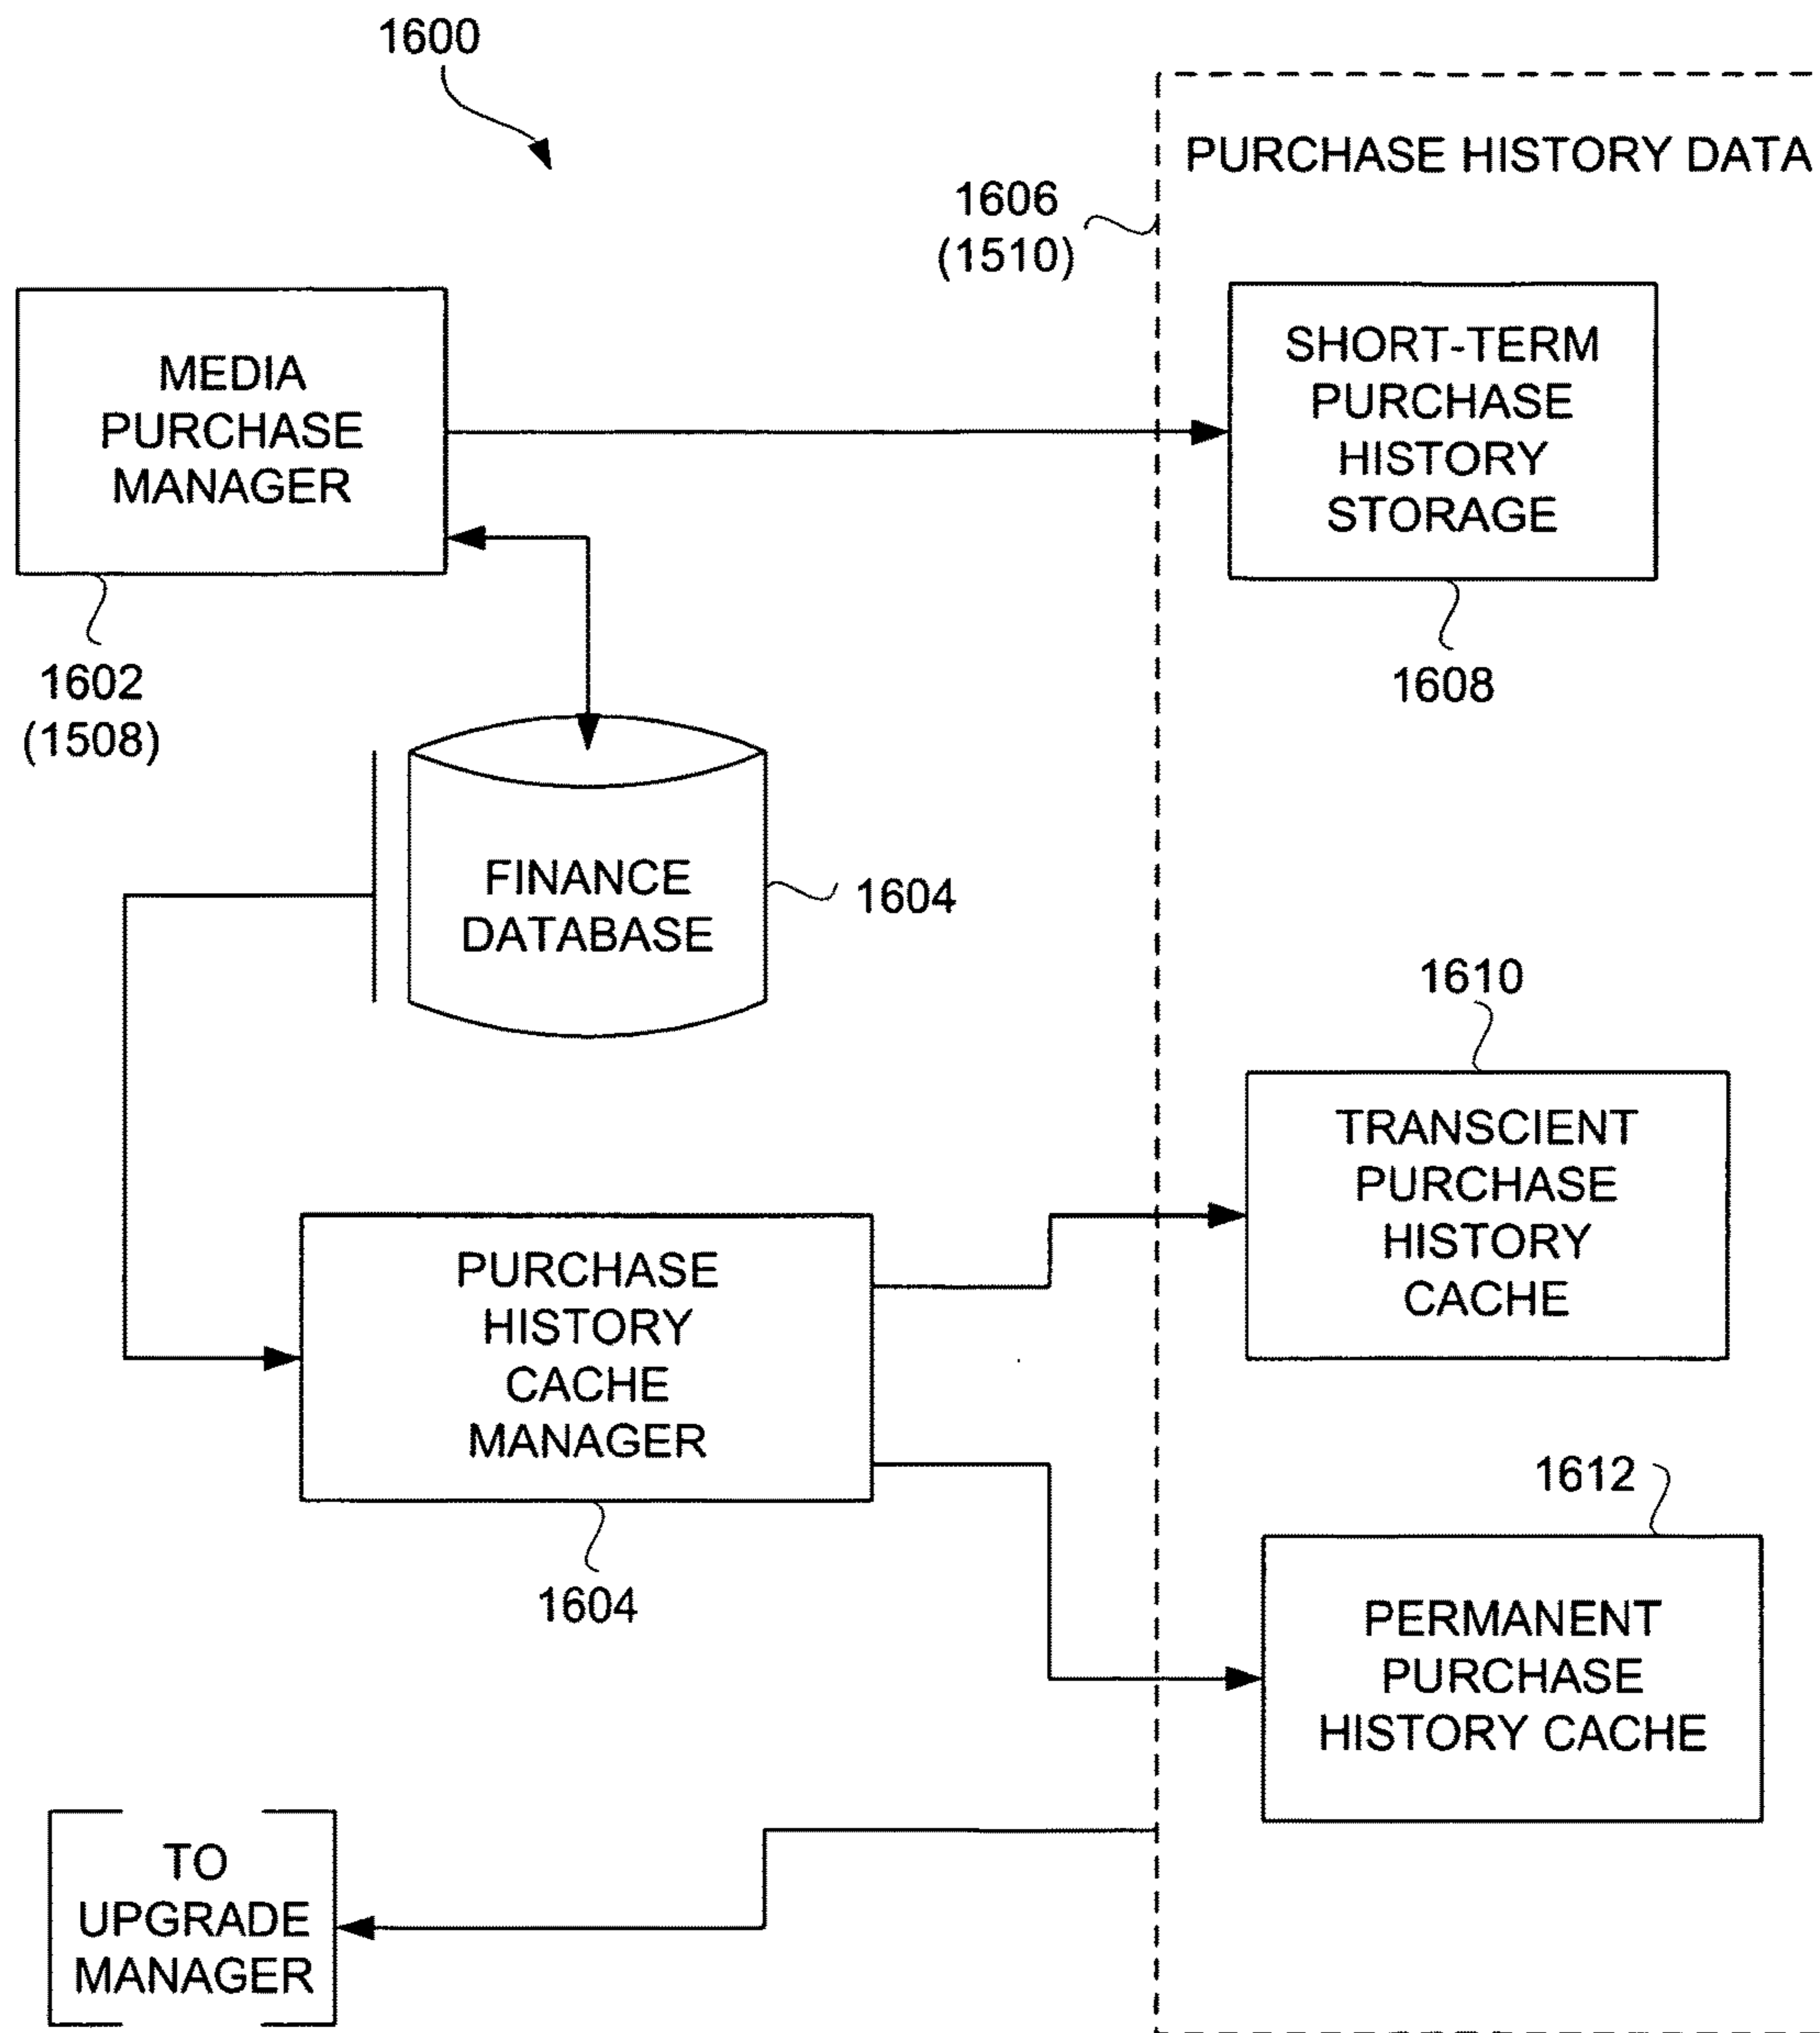 1600
PURCHASE HISTORY DATA
1606
(1510)
MEDIA
PURCHASE
MANAGER
SHORT-TERM
PURCHASE
HISTORY
STORAGE
1602
(1508)
1608
FINANCE
DATABASE
1604
1610
TRANSCIENT
PURCHASE
HISTORY
CACHE
PURCHASE
HISTORY
CACHE
MANAGER
1604
1612
PERMANENT
PURCHASE
HISTORY CACHE
TO
UPGRADE
MANAGER